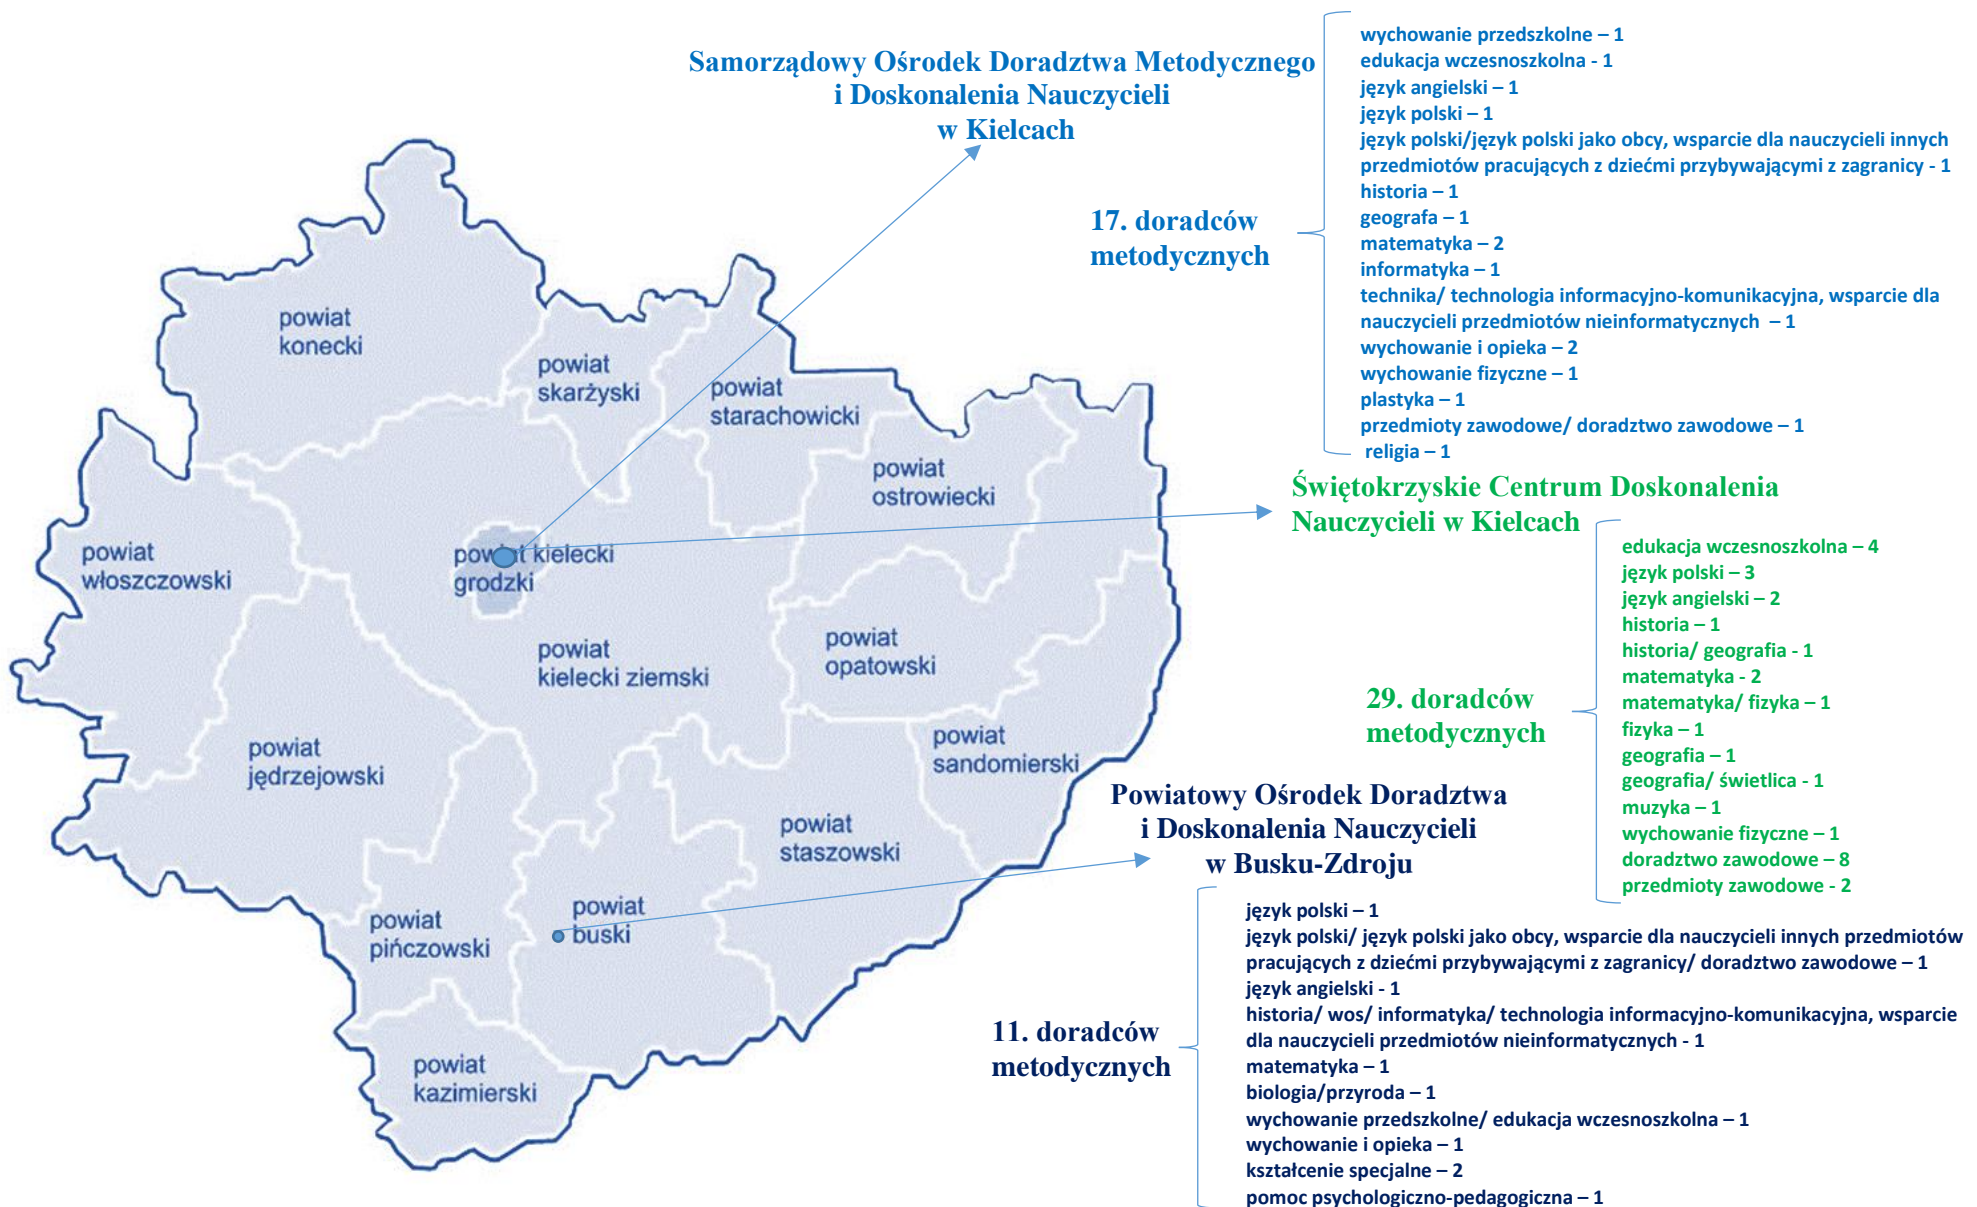 Samorządowy Ośrodek Doradztwa Metodycznego
i Doskonalenia Nauczycieli
w Kielcach
17. doradców
metodycznych
wychowanie przedszkolne – 1
edukacja wczesnoszkolna - 1
język angielski – 1
język polski – 1
język polski/język polski jako obcy, wsparcie dla nauczycieli innych
przedmiotów pracujących z dziećmi przybywającymi z zagranicy - 1
historia – 1
geografa – 1
matematyka – 2
informatyka – 1
technika/ technologia informacyjno-komunikacyjna, wsparcie dla
nauczycieli przedmiotów nieinformatycznych – 1
wychowanie i opieka – 2
wychowanie fizyczne – 1
plastyka – 1
przedmioty zawodowe/ doradztwo zawodowe – 1
religia – 1
Świętokrzyskie Centrum Doskonalenia
Nauczycieli w Kielcach
29. doradców
metodycznych
edukacja wczesnoszkolna – 4
język polski – 3
język angielski – 2
historia – 1
historia/ geografia - 1
matematyka - 2
matematyka/ fizyka – 1
fizyka – 1
geografia – 1
geografia/ świetlica - 1
muzyka – 1
wychowanie fizyczne – 1
doradztwo zawodowe – 8
przedmioty zawodowe - 2
Powiatowy Ośrodek Doradztwa
i Doskonalenia Nauczycieli
w Busku-Zdroju
11. doradców
metodycznych
język polski – 1
język polski/ język polski jako obcy, wsparcie dla nauczycieli innych przedmiotów
pracujących z dziećmi przybywającymi z zagranicy/ doradztwo zawodowe – 1
język angielski - 1
historia/ wos/ informatyka/ technologia informacyjno-komunikacyjna, wsparcie
dla nauczycieli przedmiotów nieinformatycznych - 1
matematyka – 1
biologia/przyroda – 1
wychowanie przedszkolne/ edukacja wczesnoszkolna – 1
wychowanie i opieka – 1
kształcenie specjalne – 2
pomoc psychologiczno-pedagogiczna – 1
powiat
konecki
powiat
skarżyski
powiat
starachowicki
powiat
ostrowiecki
powiat
włoszczowski
powiat kielecki
grodzki
powiat
kielecki ziemski
powiat
opatowski
powiat
jędrzejowski
powiat
sandomierski
powiat
staszowski
powiat
pińczowski
powiat
buski
powiat
kazimierski